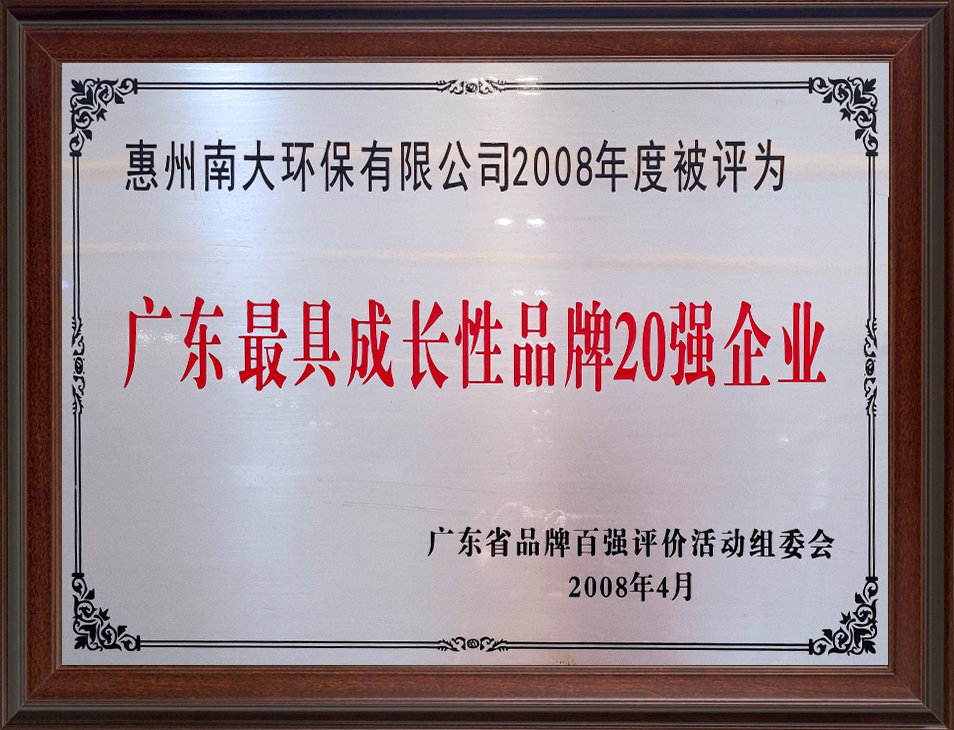 惠州南大环保有限公司2008年度被评为
广东最具成长性品牌20强企业
广东省品牌百强评价活动组委会
2008年4月